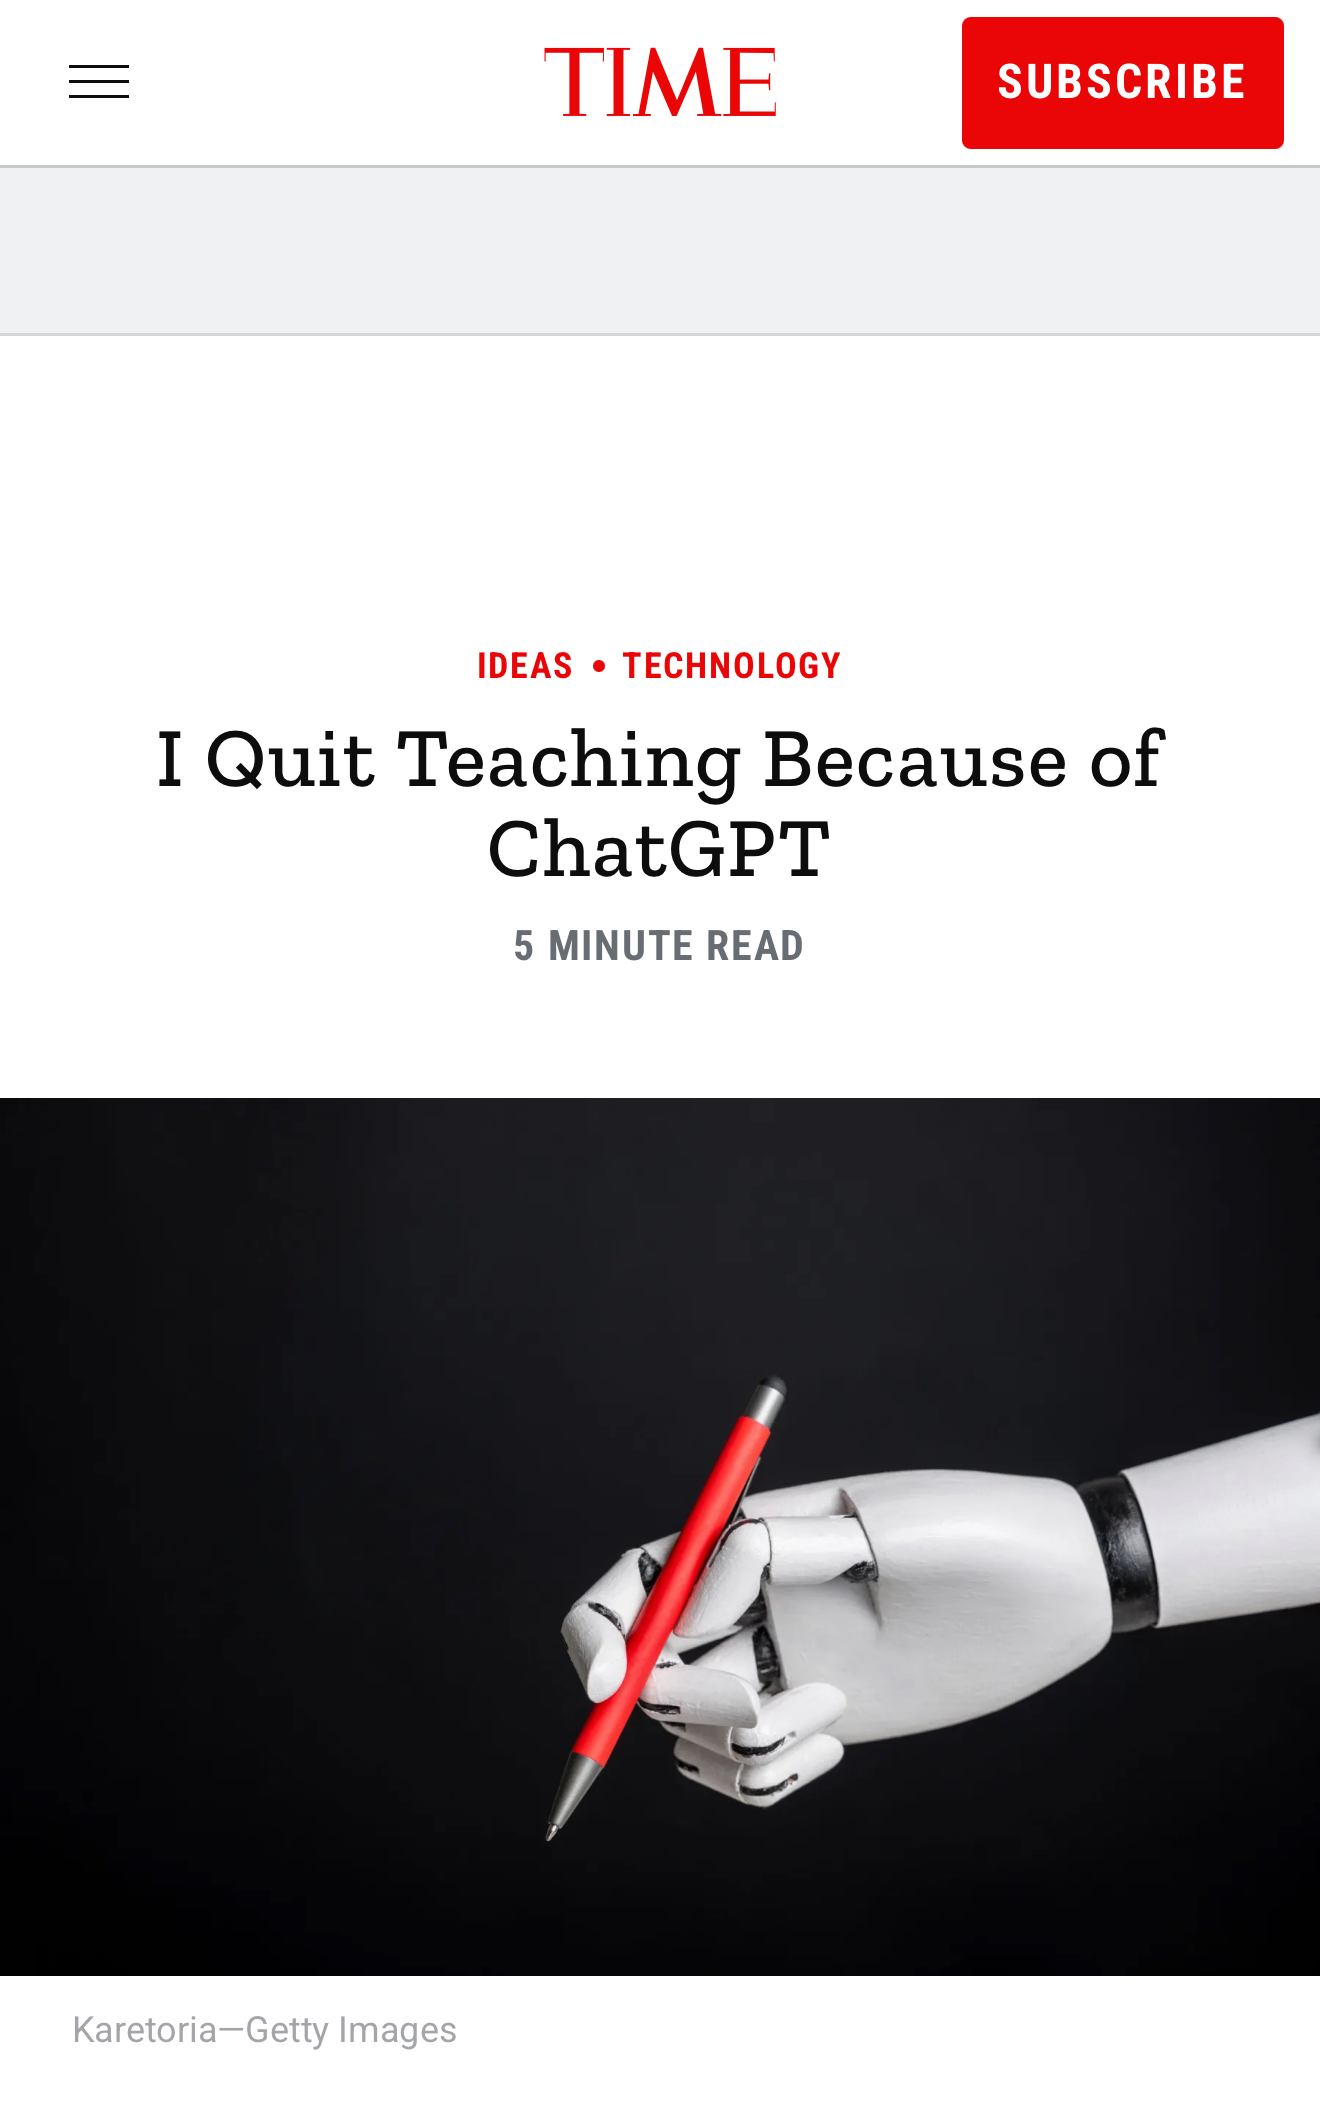 TIME
SUBSCRIBE
IDEAS • TECHNOLOGY
I Quit Teaching Because of
ChatGPT
5 MINUTE READ
Karetoria—Getty Images